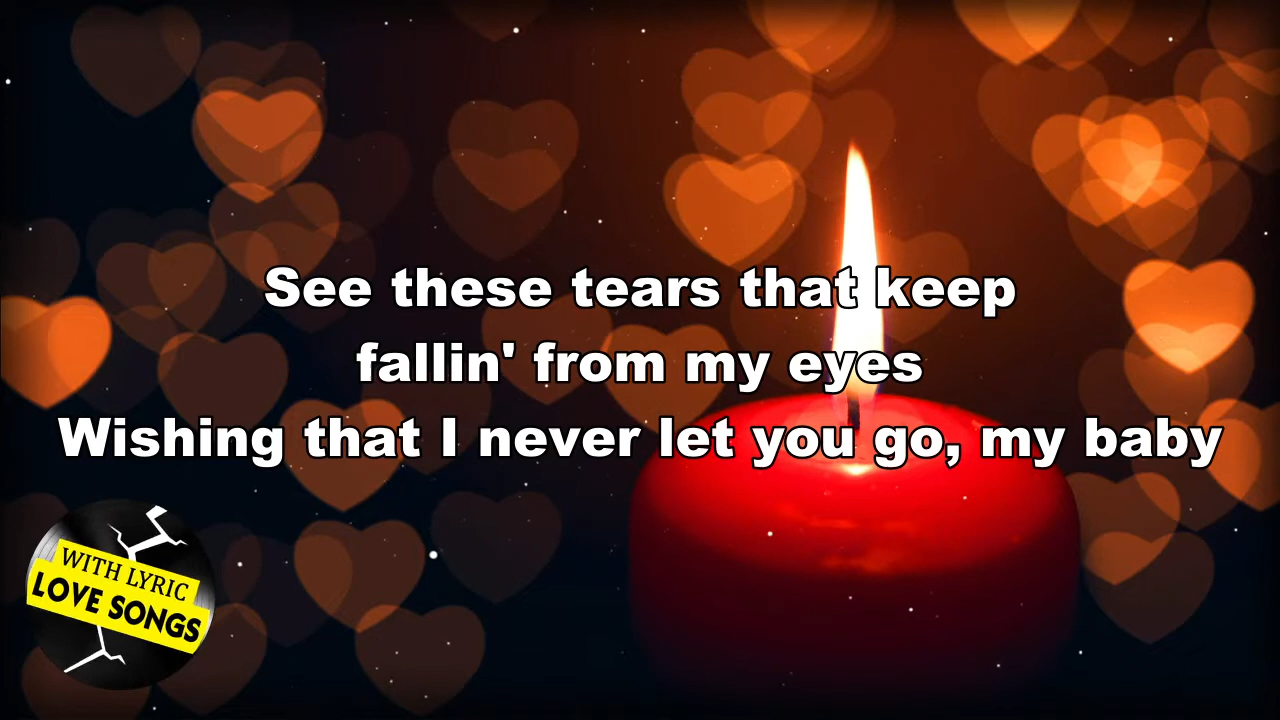 See these tears that keep
fallin' from my eyes
Wishing that I never let you go, my baby
WITH LYRIC
LOVE SONGS